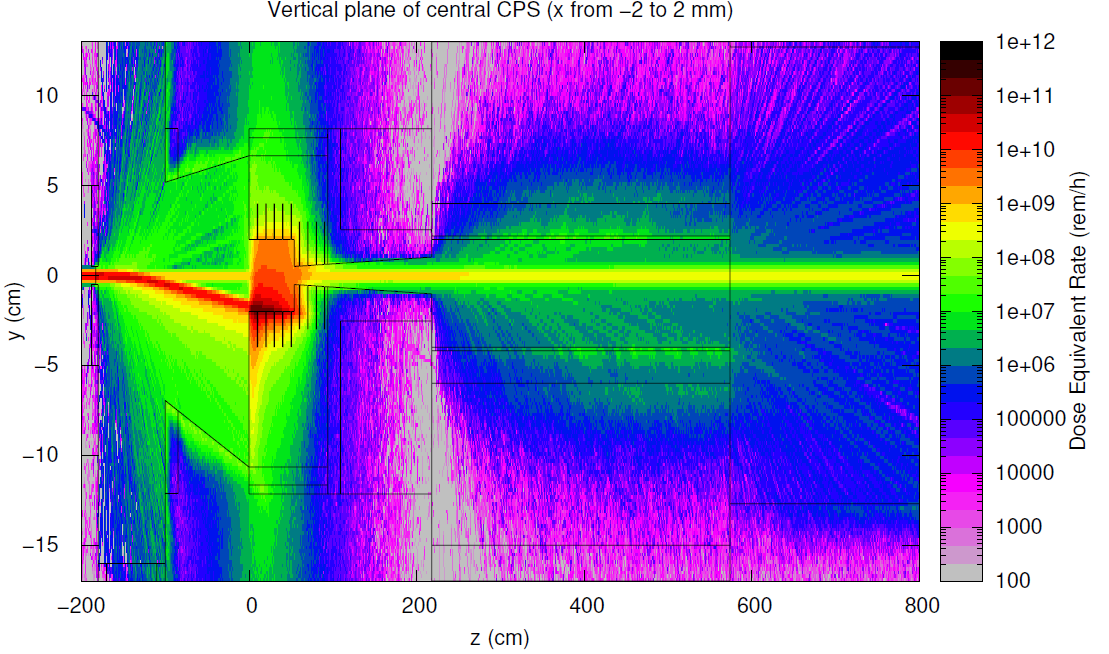 Vertical plane of central CPS (x from −2 to 2 mm)
10
5
0
−5
−10
−15
y (cm)
−200
0
200
400
600
800
z (cm)
1e+12
1e+11
1e+10
1e+09
1e+08
1e+07
1e+06
100000
10000
1000
100
Dose Equivalent Rate (rem/h)